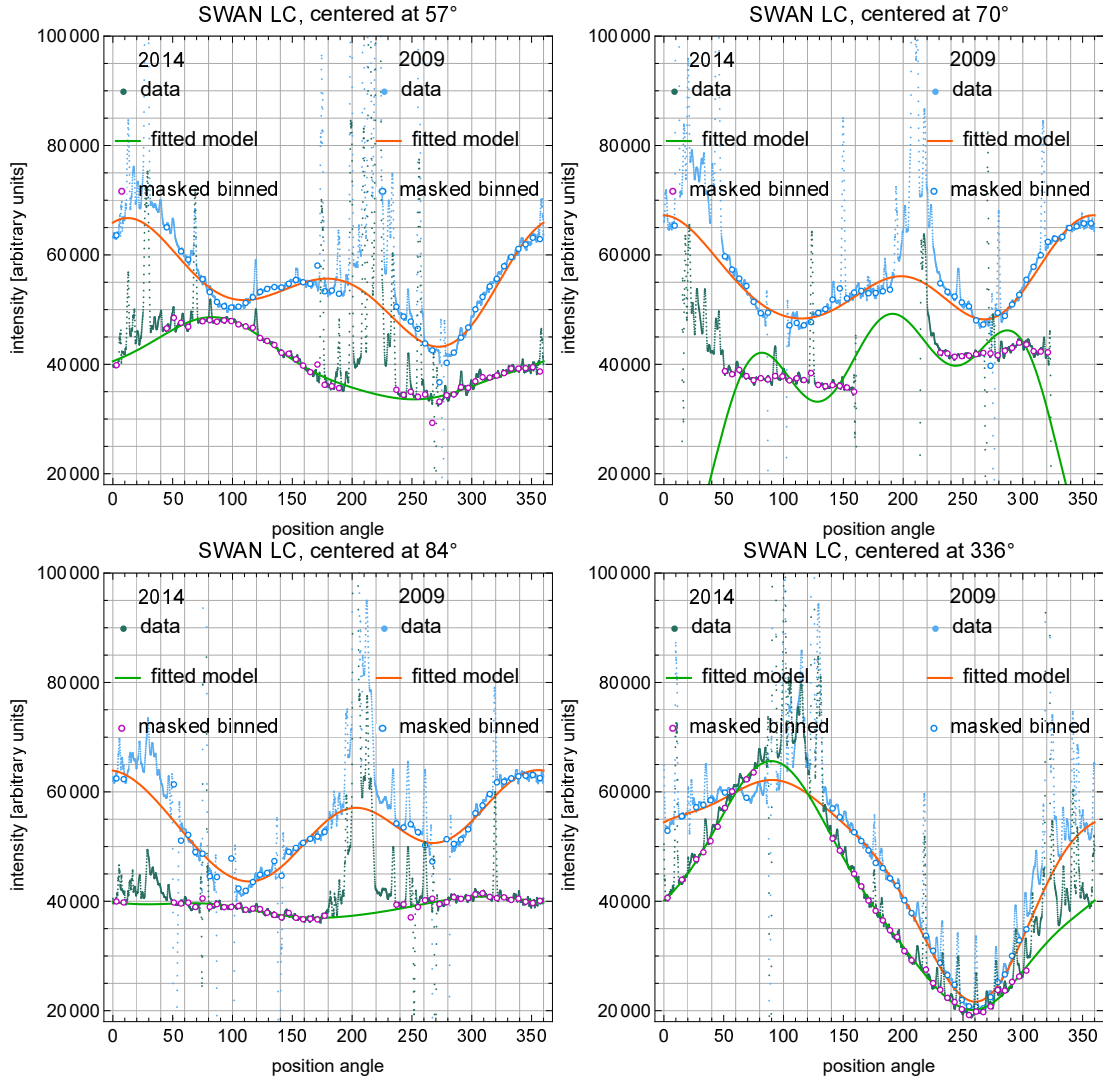 SWAN LC, centered at 57°
100 000
80 000
60 000
40 000
20 000
intensity [arbitrary units]
2014
data
fitted model
masked binned
2009
data
fitted model
masked binned
0 50 100 150 200 250 300 350
position angle
SWAN LC, centered at 70°
100 000
80 000
60 000
40 000
20 000
intensity [arbitrary units]
2014
data
fitted model
masked binned
2009
data
fitted model
masked binned
0 50 100 150 200 250 300 350
position angle
SWAN LC, centered at 84°
100 000
80 000
60 000
40 000
20 000
intensity [arbitrary units]
2014
data
fitted model
masked binned
2009
data
fitted model
masked binned
0 50 100 150 200 250 300 350
position angle
SWAN LC, centered at 336°
100 000
80 000
60 000
40 000
20 000
intensity [arbitrary units]
2014
data
fitted model
masked binned
2009
data
fitted model
masked binned
0 50 100 150 200 250 300 350
position angle